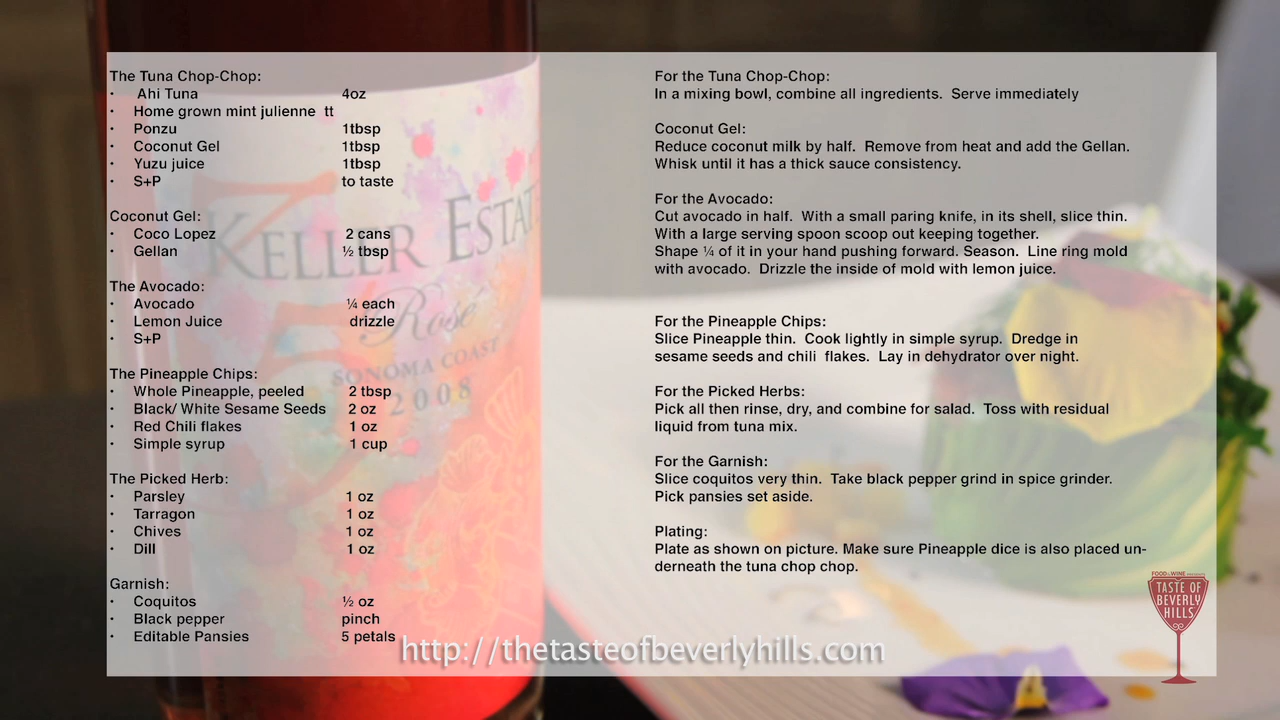 The Tuna Chop-Chop:
• Ahi Tuna 4oz
• Home grown mint julienne tt
• Ponzu 1tbsp
• Coconut Gel 1tbsp
• Yuzu juice 1tbsp
• S+P to taste
Coconut Gel:
• Coco Lopez 2 cans
• Gellan ½ tbsp
The Avocado:
• Avocado ¼ each
• Lemon Juice drizzle
• S+P
The Pineapple Chips:
• Whole Pineapple, peeled 2 tbsp
• Black/ White Sesame Seeds 2 oz
• Red Chili flakes 1 oz
• Simple syrup 1 cup
The Picked Herb:
• Parsley 1 oz
• Tarragon 1 oz
• Chives 1 oz
• Dill 1 oz
Garnish:
• Coquitos ½ oz
• Black pepper pinch
• Editable Pansies 5 petals
For the Tuna Chop-Chop:
In a mixing bowl, combine all ingredients. Serve immediately
Coconut Gel:
Reduce coconut milk by half. Remove from heat and add the Gellan.
Whisk until it has a thick sauce consistency.
For the Avocado:
Cut avocado in half. With a small paring knife, in its shell, slice thin.
With a large serving spoon scoop out keeping together.
Shape ¼ of it in your hand pushing forward. Season. Line ring mold
with avocado. Drizzle the inside of mold with lemon juice.
For the Pineapple Chips:
Slice Pineapple thin. Cook lightly in simple syrup. Dredge in
sesame seeds and chili flakes. Lay in dehydrator over night.
For the Picked Herbs:
Pick all then rinse, dry, and combine for salad. Toss with residual
liquid from tuna mix.
For the Garnish:
Slice coquitos very thin. Take black pepper grind in spice grinder.
Pick pansies set aside.
Plating:
Plate as shown on picture. Make sure Pineapple dice is also placed un-
derneath the tuna chop chop.
KELLER ESTATE
Rosé
SONOMA COAST
2008
FOOD & WINE
TASTE OF
BEVERLY
HILLS
http://thetasteofbeverlyhills.com